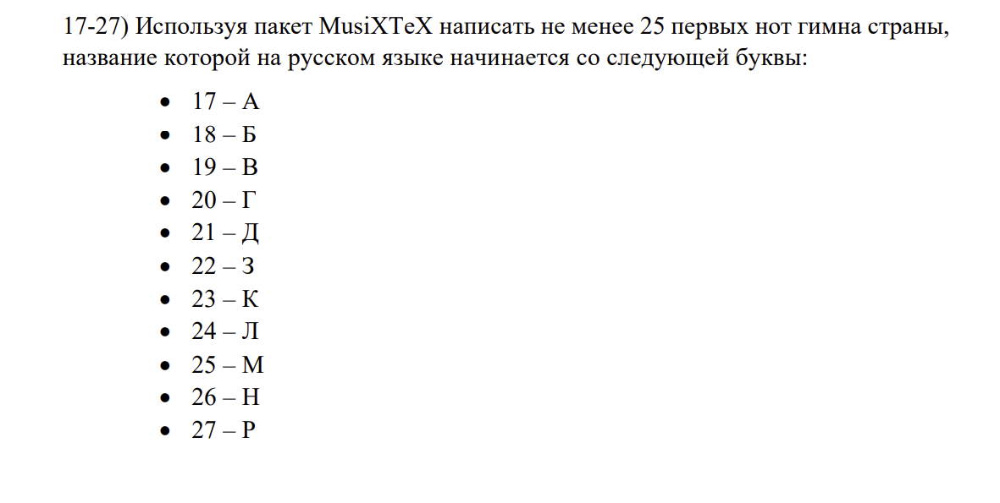 17-27) Используя пакет MusiXTeX написать не менее 25 первых нот гимна страны,
название которой на русском языке начинается со следующей буквы:
• 17 – А
• 18 – Б
• 19 – В
• 20 – Г
• 21 – Д
• 22 – З
• 23 – К
• 24 – Л
• 25 – М
• 26 – Н
• 27 – Р